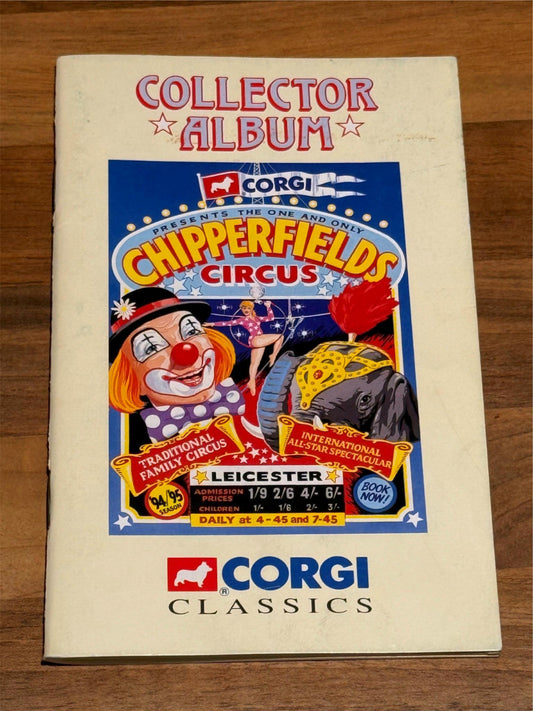 COLLECTOR
ALBUM
CORGI
PRESENTS THE ONE AND ONLY
CHIPPERFIELDS
CIRCUS
TRADITIONAL
FAMILY CIRCUS
INTERNATIONAL
ALL-STAR SPECTACULAR
LEICESTER
'94/'95
SEASON
ADMISSION
PRICES 1/9 2/6 4/- 6/-
CHILDREN 1/- 1/6 2/- 3/-
DAILY at 4-45 and 7-45
BOOK
NOW!
CORGI
®
CLASSICS